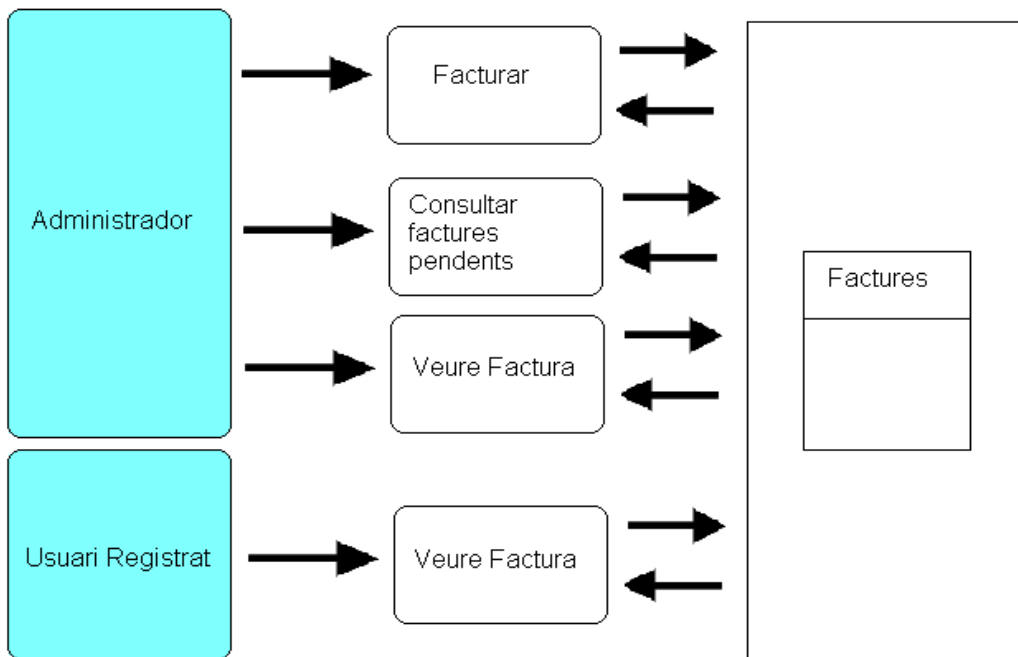 Facturar
Administrador
Consultar
factures
pendents
Factures
Veure Factura
Usuari Registrat
Veure Factura